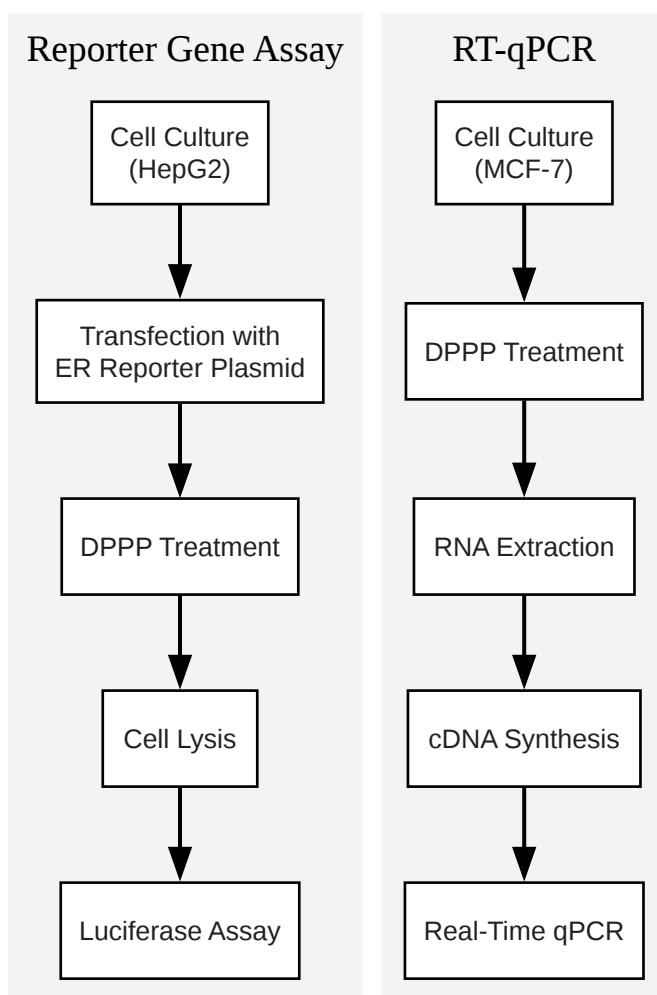 Reporter Gene Assay
Cell Culture
(HepG2)
Transfection with
ER Reporter Plasmid
DPPP Treatment
Cell Lysis
Luciferase Assay
RT-qPCR
Cell Culture
(MCF-7)
DPPP Treatment
RNA Extraction
cDNA Synthesis
Real-Time qPCR